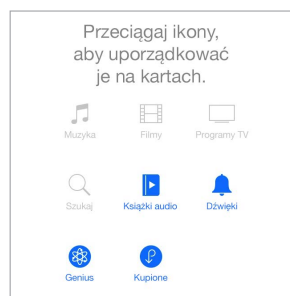 Przeciągaj ikony,
aby uporządkować
je na kartach.
Muzyka Filmy Programy TV
Szukaj Książki audio Dźwięki
Genius Kupione